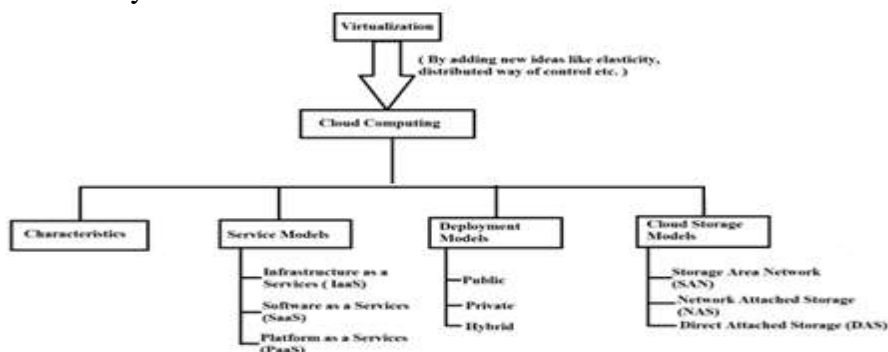 Virtualization
( By adding new ideas like elasticity,
distributed way of control etc. )
Cloud Computing
Characteristics
Service Models
Infrastructure as a
Services ( IaaS)
Software as a Services
(SaaS)
Platform as a Services
(PaaS)
Deployment
Models
Public
Private
Hybrid
Cloud Storage
Models
Storage Area Network
(SAN)
Network Attached Storage
(NAS)
Direct Attached Storage (DAS)